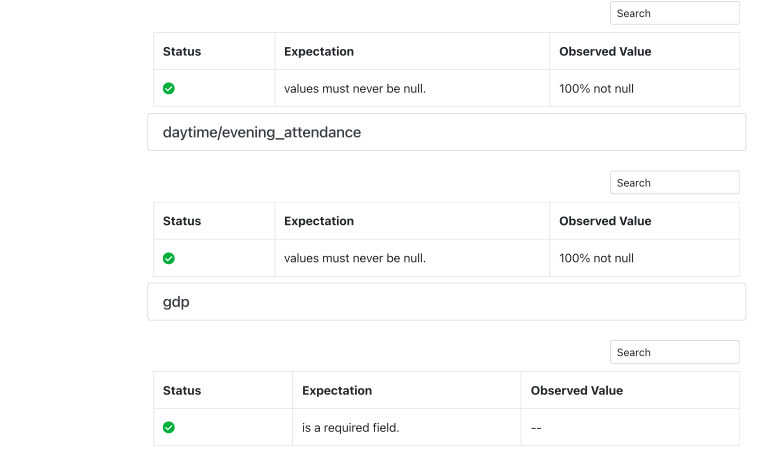 Search
Status Expectation Observed Value
values must never be null. 100% not null
daytime/evening_attendance
Search
Status Expectation Observed Value
values must never be null. 100% not null
gdp
Search
Status Expectation Observed Value
is a required field. --